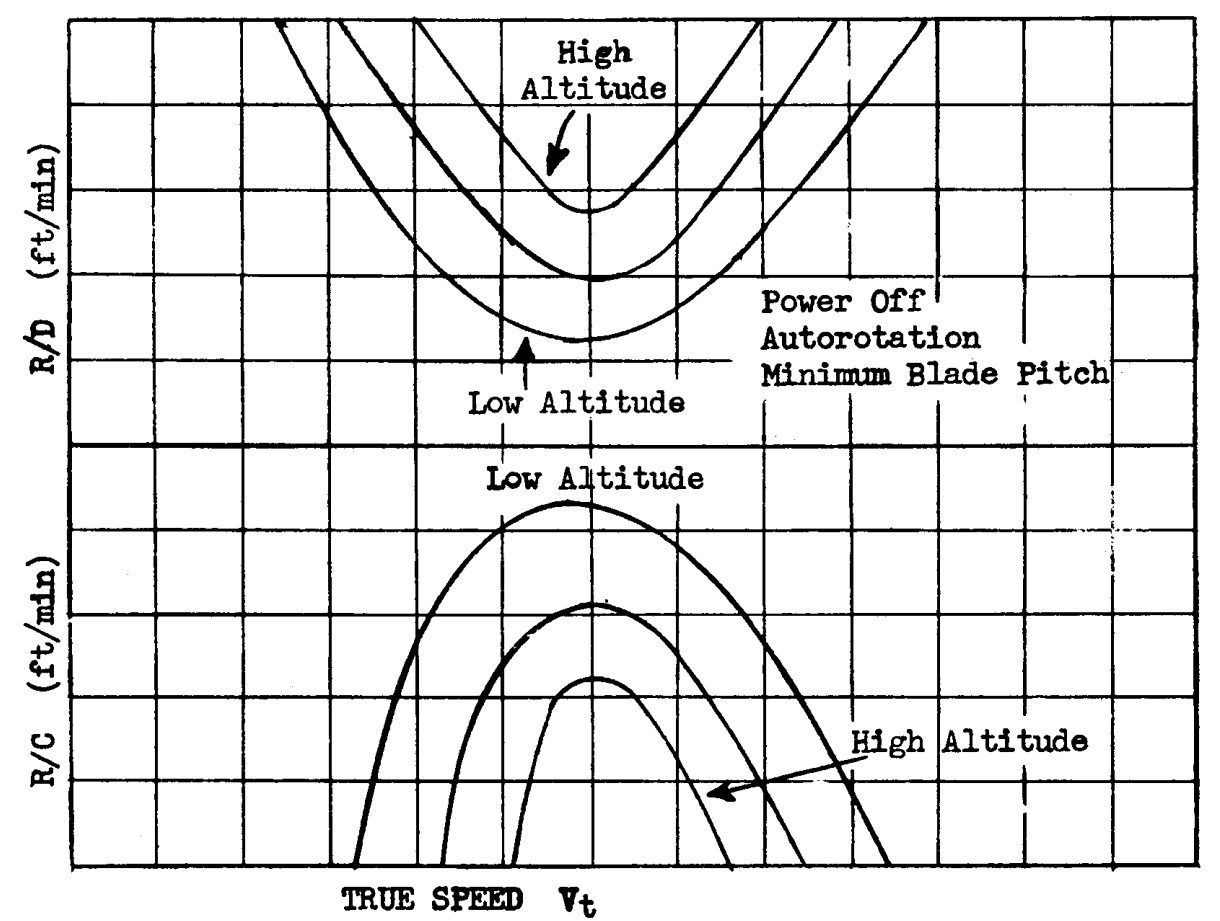 High
Altitude
R/D (ft/min)
Power Off
Autorotation
Minimum Blade Pitch
Low Altitude
Low Altitude
R/C (ft/min)
High Altitude
TRUE SPEED Vt